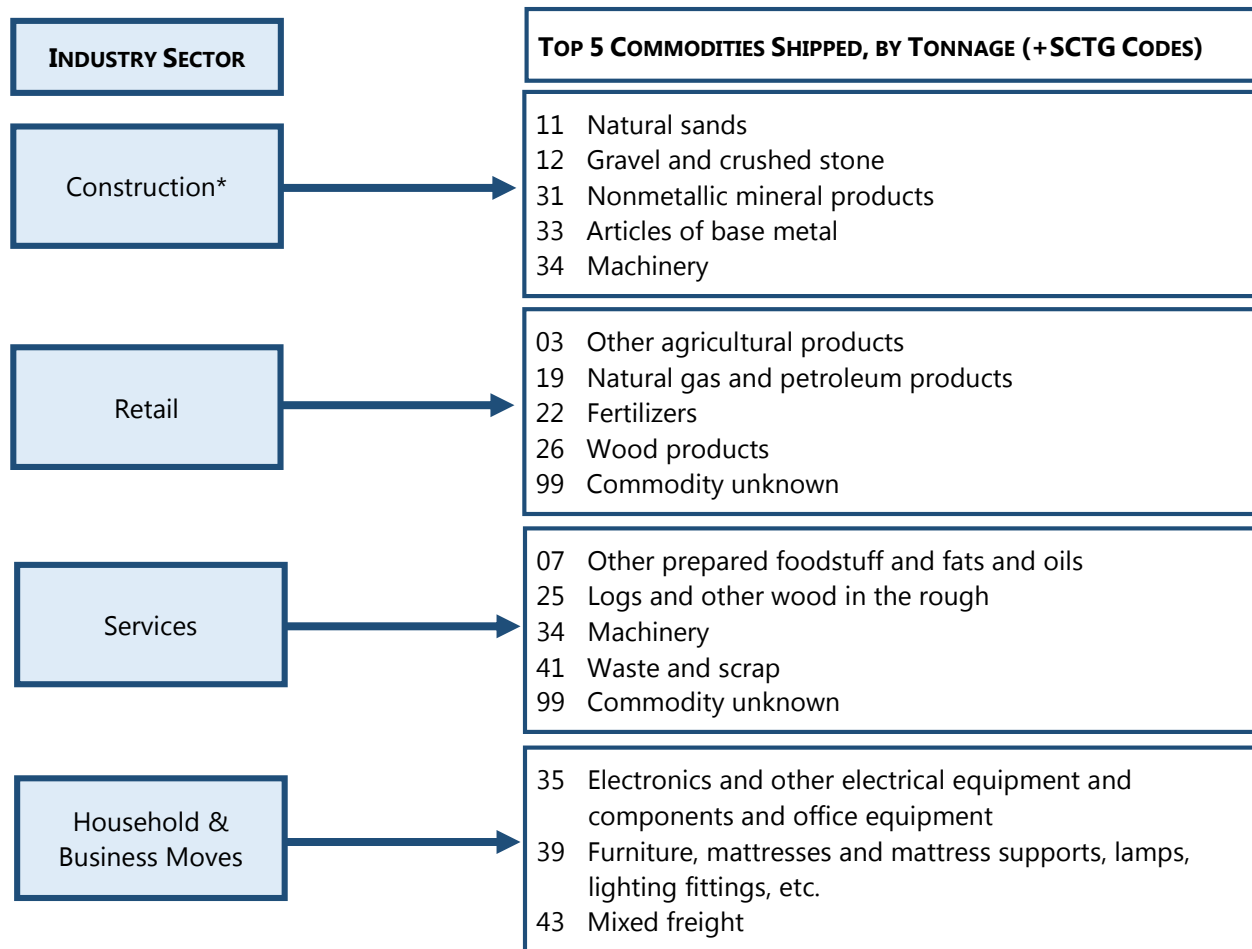 INDUSTRY SECTOR
TOP 5 COMMODITIES SHIPPED, BY TONNAGE (+SCTG CODES)
Construction*
11 Natural sands
12 Gravel and crushed stone
31 Nonmetallic mineral products
33 Articles of base metal
34 Machinery
Retail
03 Other agricultural products
19 Natural gas and petroleum products
22 Fertilizers
26 Wood products
99 Commodity unknown
Services
07 Other prepared foodstuff and fats and oils
25 Logs and other wood in the rough
34 Machinery
41 Waste and scrap
99 Commodity unknown
Household &
Business Moves
35 Electronics and other electrical equipment and
components and office equipment
39 Furniture, mattresses and mattress supports, lamps,
lighting fittings, etc.
43 Mixed freight